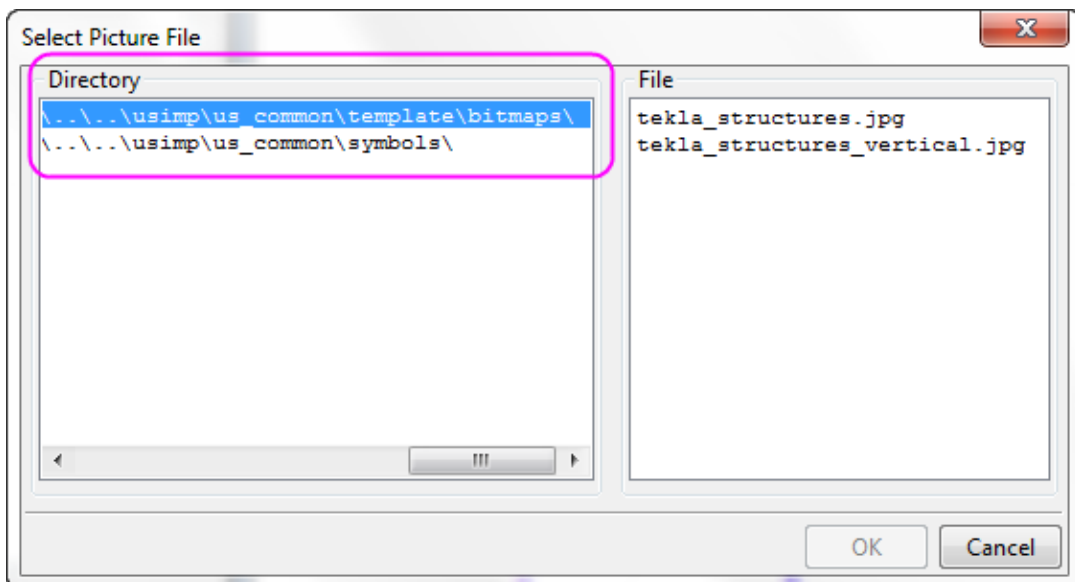 Select Picture File
Directory
\..\..\usimp\us_common\template\bitmaps\
\..\..\usimp\us_common\symbols\
File
tekla_structures.jpg
tekla_structures_vertical.jpg
OK
Cancel